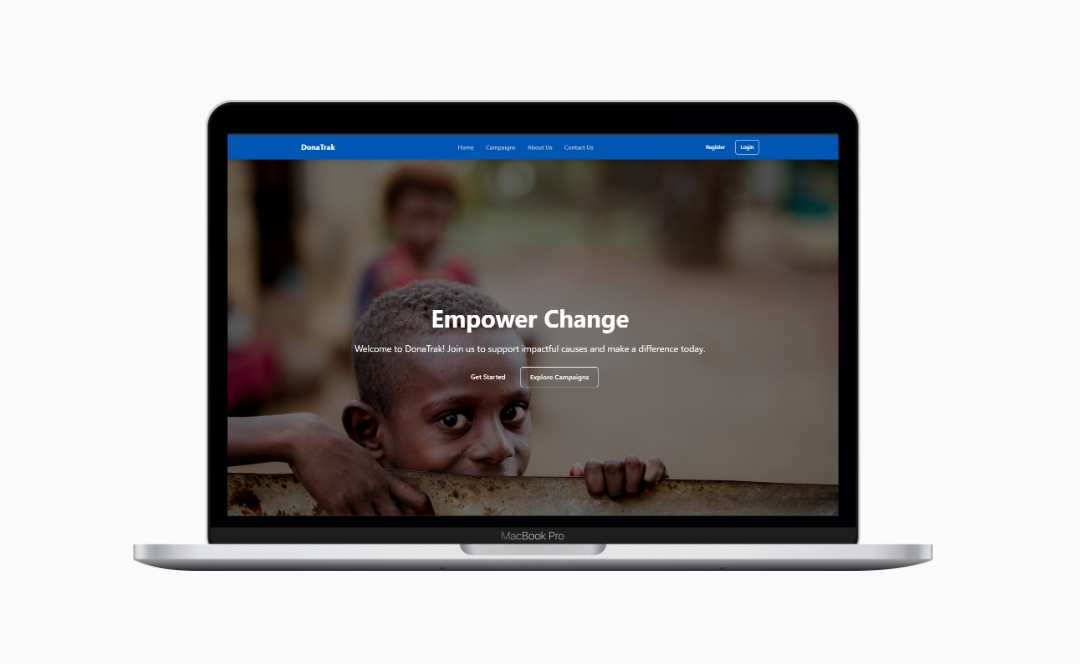 DonaTrak
Home Campaigns About Us Contact Us
Register Login
Empower Change
Welcome to DonaTrak! Join us to support impactful causes and make a difference today.
Get Started Explore Campaigns
MacBook Pro